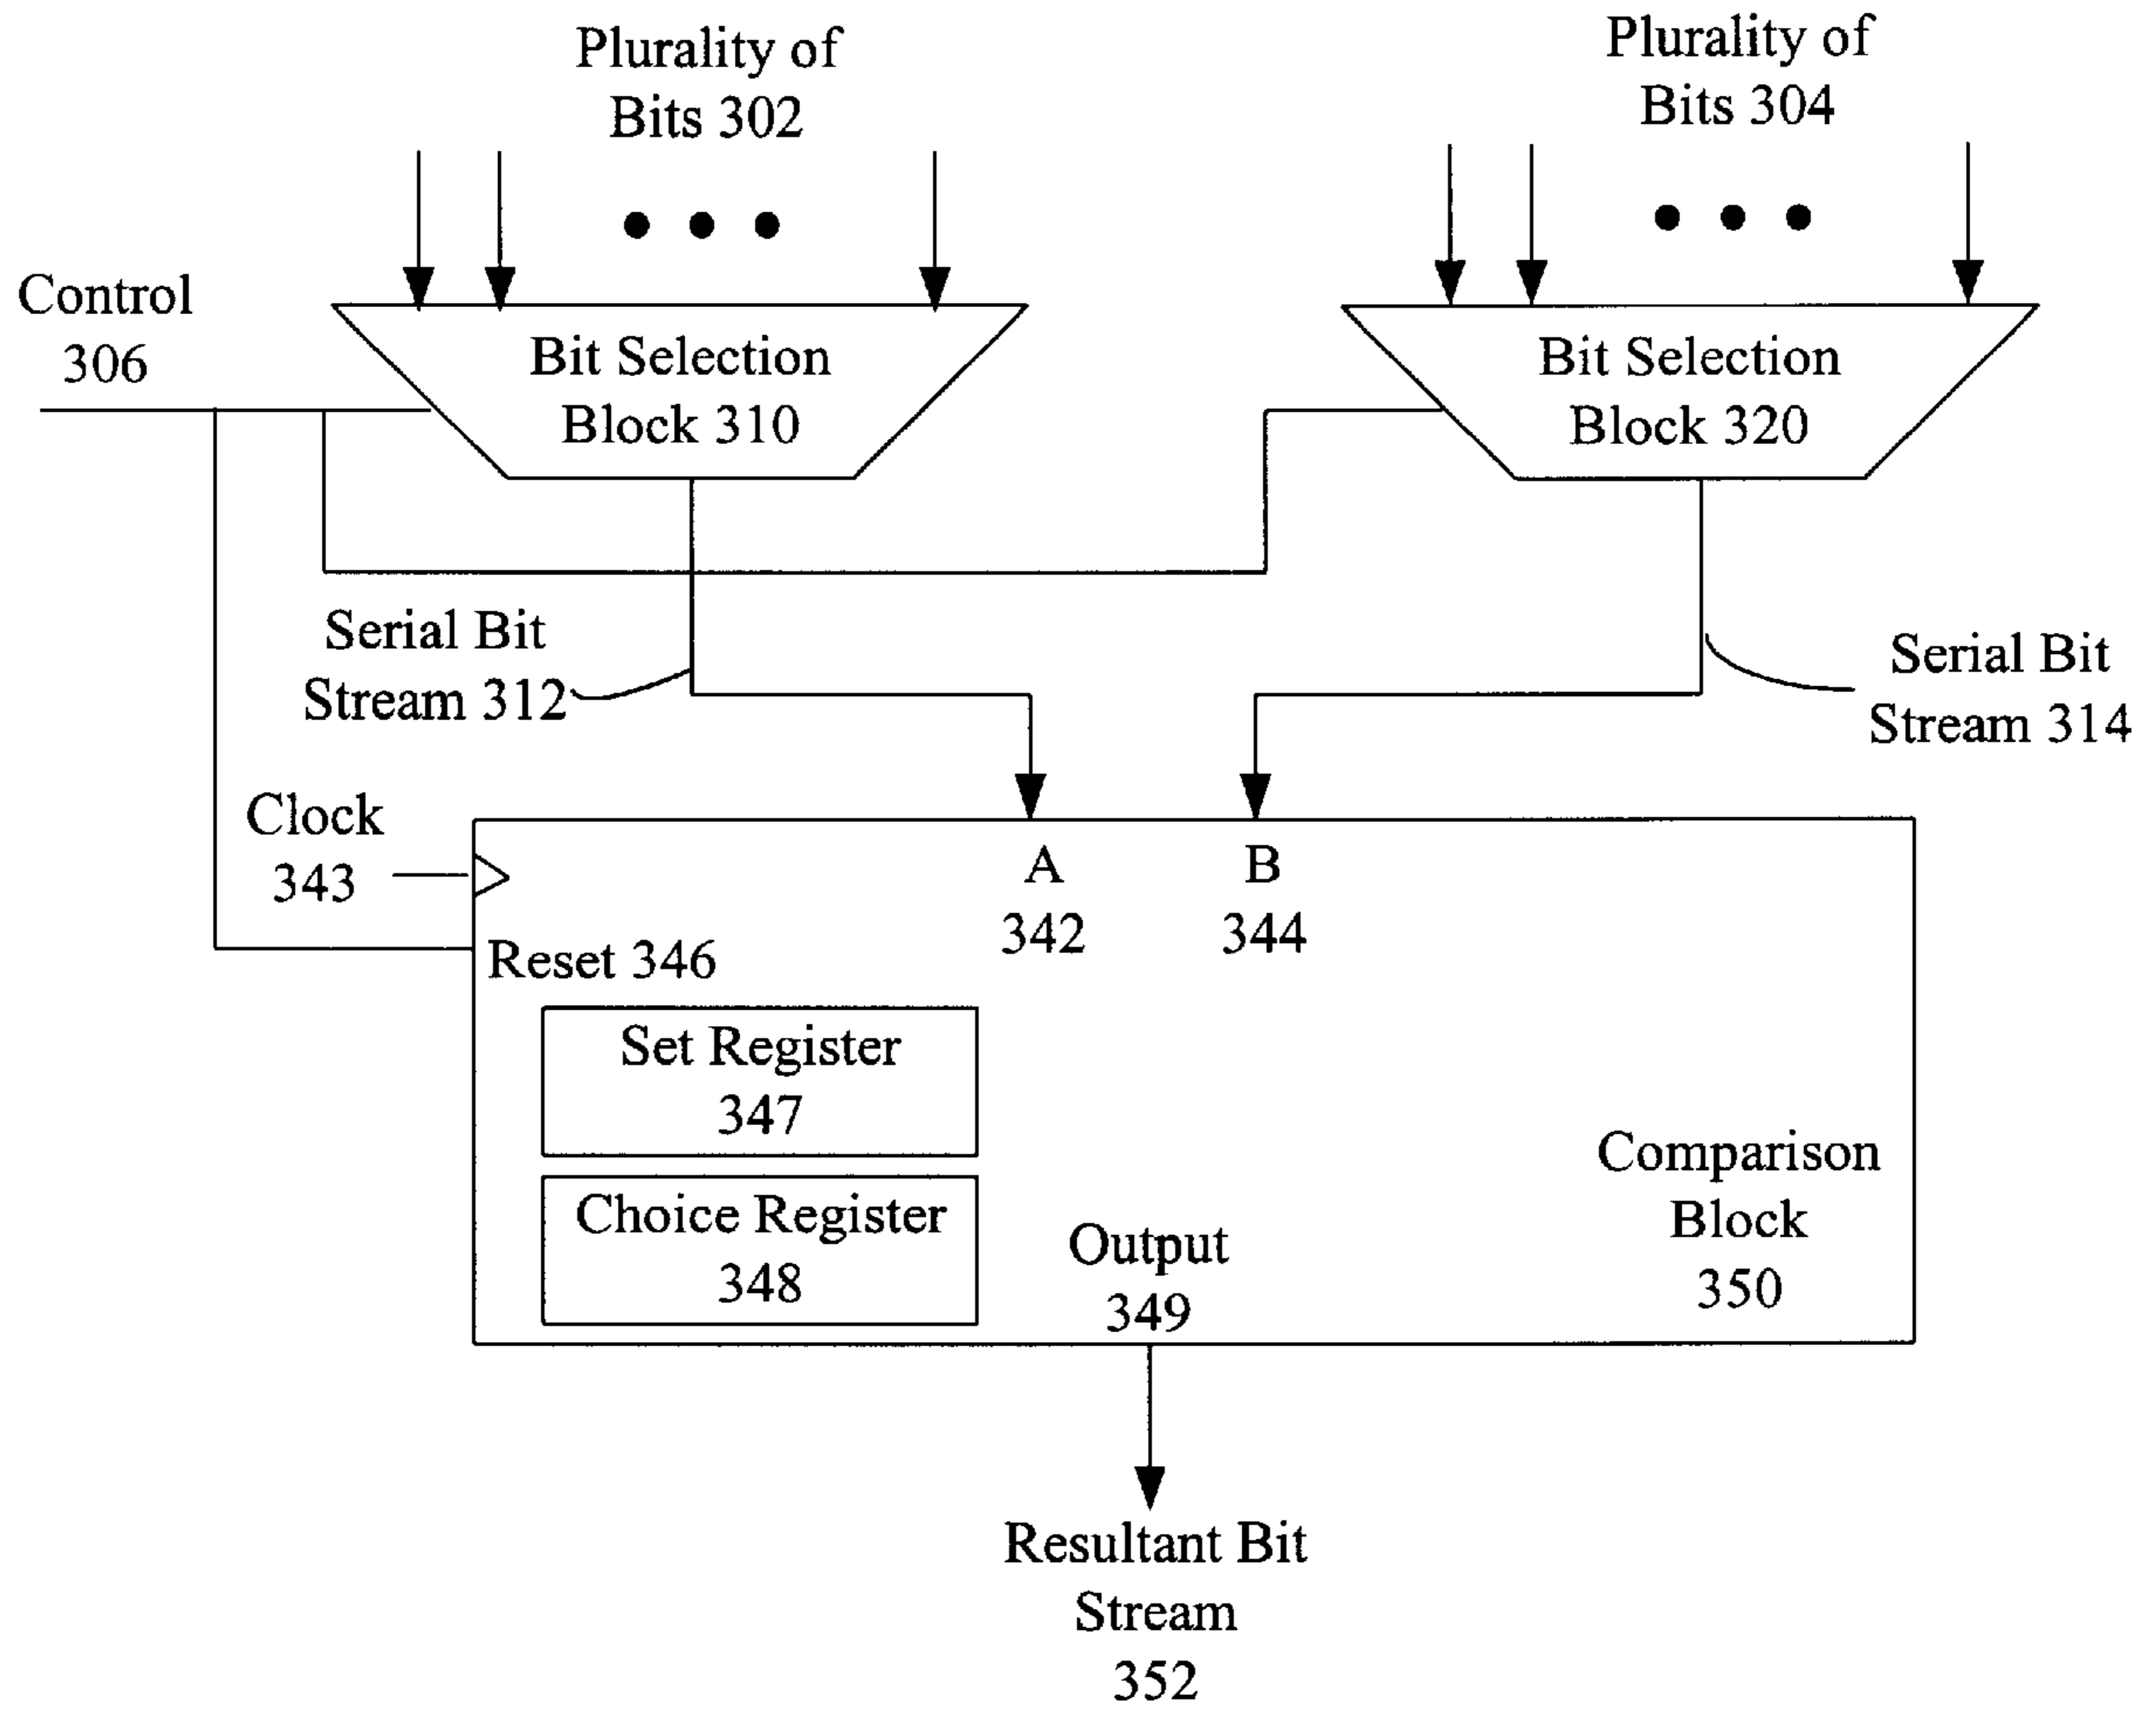 Plurality of
Bits 302
Plurality of
Bits 304
Control
306
Bit Selection
Block 310
Bit Selection
Block 320
Serial Bit
Stream 312
Serial Bit
Stream 314
Clock
343
A
342
B
344
Reset 346
Set Register
347
Choice Register
348
Output
349
Comparison
Block
350
Resultant Bit
Stream
352